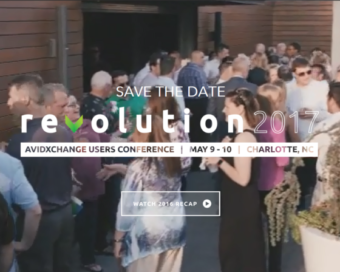 SAVE THE DATE
revolution 2017
AVIDXCHANGE USERS CONFERENCE | MAY 9 - 10 | CHARLOTTE, NC
WATCH 2016 RECAP